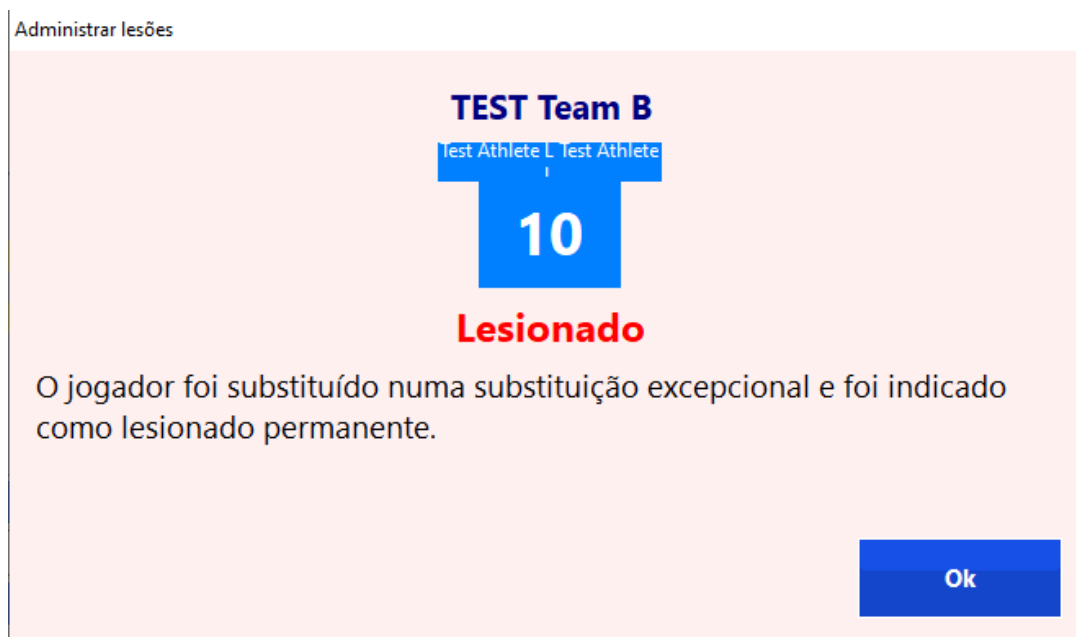 Administrar lesões
TEST Team B
Test Athlete L Test Athlete
10
Lesionado
O jogador foi substituído numa substituição excepcional e foi indicado
como lesionado permanente.
Ok